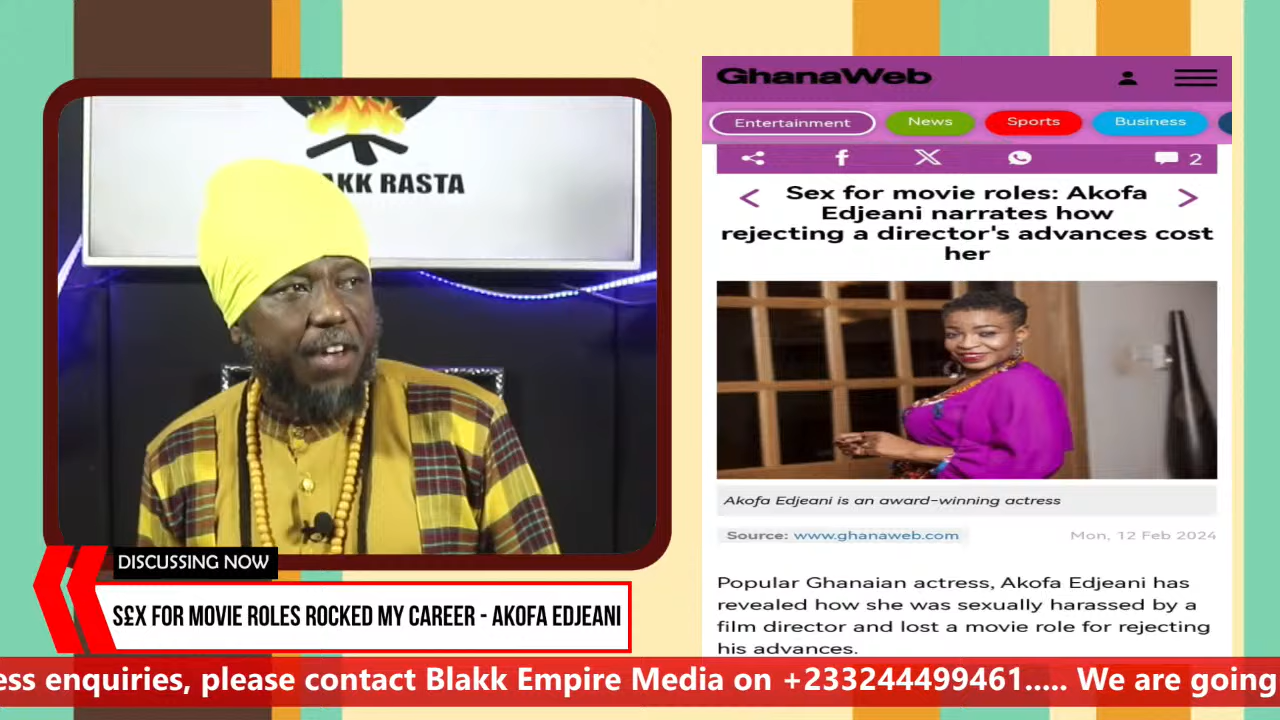 AKK RASTA
DISCUSSING NOW
S£X FOR MOVIE ROLES ROCKED MY CAREER - AKOFA EDJEANI
GhanaWeb
Entertainment
News
Sports
Business
2
Sex for movie roles: Akofa
Edjeani narrates how
rejecting a director's advances cost
her
Akofa Edjeani is an award-winning actress
Source: www.ghanaweb.com
Mon, 12 Feb 2024
Popular Ghanaian actress, Akofa Edjeani has
revealed how she was sexually harassed by a
film director and lost a movie role for rejecting
his advances.
ess enquiries, please contact Blakk Empire Media on +233244499461..... We are going